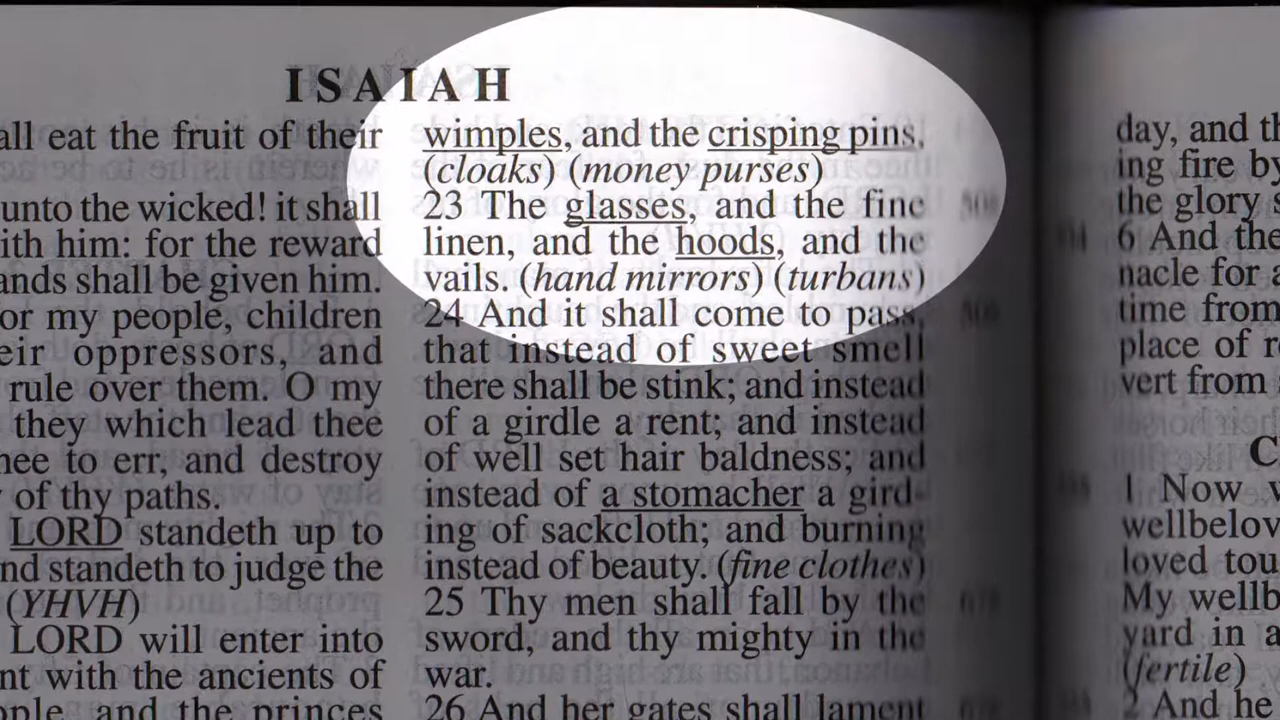 ISAIAH
all eat the fruit of their
unto the wicked! it shall
ith him: for the reward
ands shall be given him.
or my people, children
eir oppressors, and
rule over them. O my
they which lead thee
hee to err, and destroy
of thy paths.
LORD standeth up to
nd standeth to judge the
(YHVH)
LORD will enter into
nt with the ancients of
ople, and the princes
wimples, and the crisping pins,
(cloaks) (money purses)
23 The glasses, and the fine
linen, and the hoods, and the
vails. (hand mirrors) (turbans)
24 And it shall come to pass,
that instead of sweet smell
there shall be stink; and instead
of a girdle a rent; and instead
of well set hair baldness; and
instead of a stomacher a gird-
ing of sackcloth; and burning
instead of beauty. (fine clothes)
25 Thy men shall fall by the
sword, and thy mighty in the
war.
26 And her gates shall lament
day, and th
ing fire by
the glory s
6 And the
nacle for a
time from
place of re
vert from
C
1 Now w
wellbelov
loved tou
My wellb
yard in a
(fertile)
2 And he